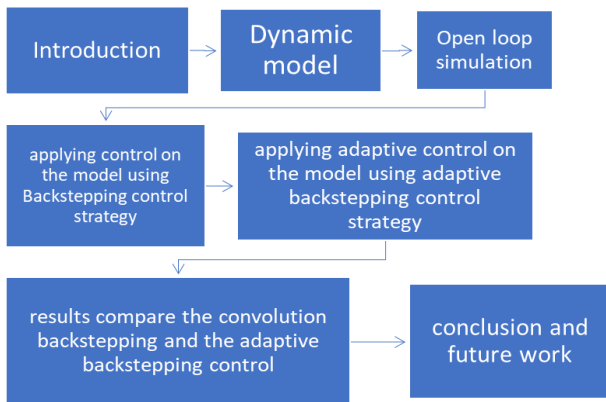 Introduction
Dynamic
model
Open loop
simulation
applying control on
the model using
Backstepping control
strategy
applying adaptive control on
the model using adaptive
backstepping control
strategy
results compare the convolution
backstepping and the adaptive
backstepping control
conclusion and
future work